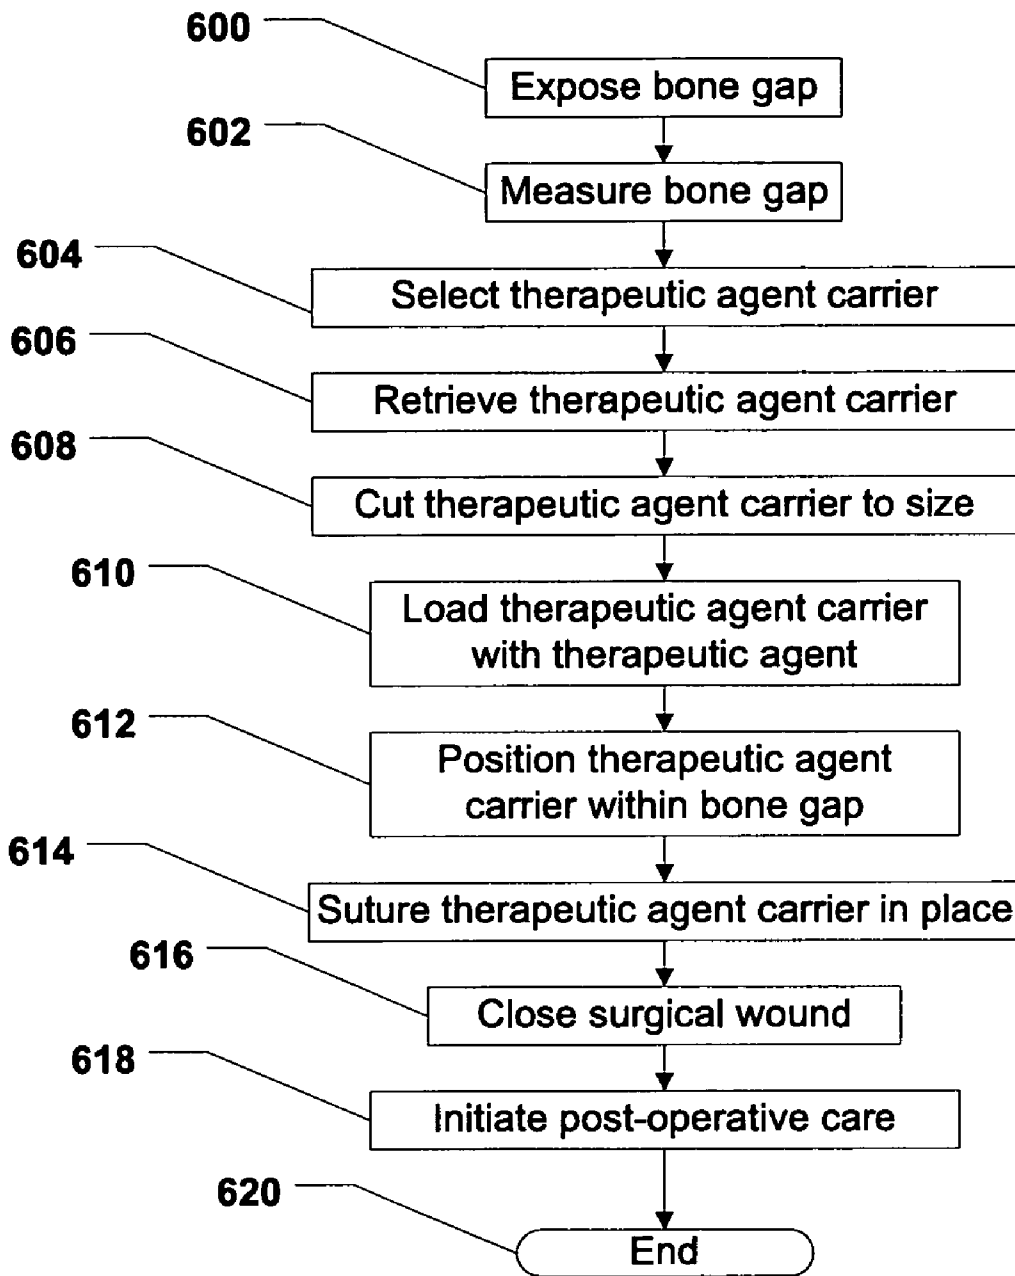 600
Expose bone gap
602
Measure bone gap
604
Select therapeutic agent carrier
606
Retrieve therapeutic agent carrier
608
Cut therapeutic agent carrier to size
610
Load therapeutic agent carrier
with therapeutic agent
612
Position therapeutic agent
carrier within bone gap
614
Suture therapeutic agent carrier in place
616
Close surgical wound
618
Initiate post-operative care
620
End